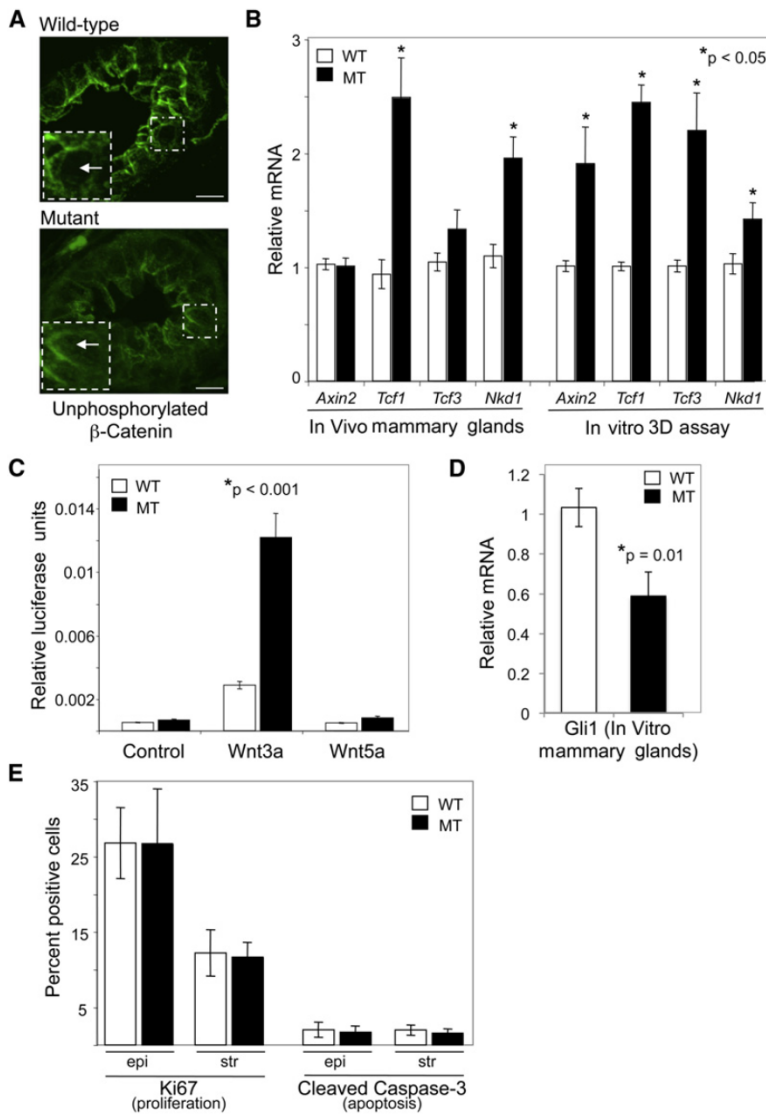 A
Wild-type
Mutant
Unphosphorylated
β-Catenin
B
3
2
1
0
Relative mRNA
WT
MT
*p < 0.05
* * * * * *
Axin2 Tcf1 Tcf3 Nkd1 Axin2 Tcf1 Tcf3 Nkd1
In Vivo mammary glands In vitro 3D assay
C
0.014
0.01
0.006
0.002
Relative luciferase units
WT
MT
*p < 0.001
Control Wnt3a Wnt5a
D
1.2
1
0.8
0.6
0.4
0.2
0
Relative mRNA
WT
MT
*p = 0.01
Gli1 (In Vitro
mammary glands)
E
35
25
15
5
Percent positive cells
WT
MT
epi str epi str
Ki67 Cleaved Caspase-3
(proliferation) (apoptosis)